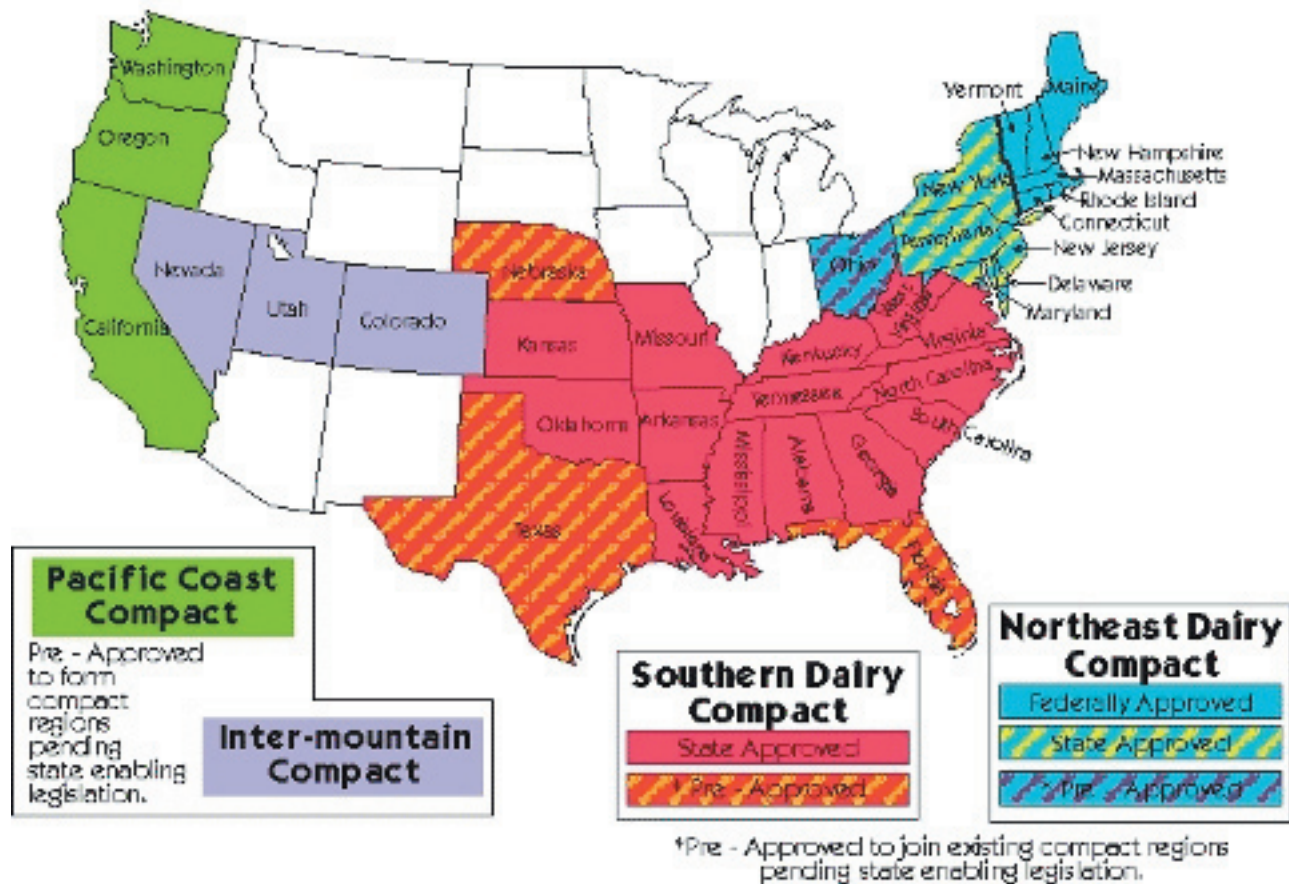 Washington
Oregon
California
Nevada
Utah
Colorado
Nebraska
Kansas
Missouri
Oklahoma
Arkansas
Texas
Louisiana
Mississippi
Alabama
Georgia
Florida
Tennessee
Kentucky
West
Virginia
Virginia
North Carolina
South Carolina
Ohio
Pennsylvania
New York
Vermont
Maine
New Hampshire
Massachusetts
Rhode Island
Connecticut
New Jersey
Delaware
Maryland
Pacific Coast
Compact
Pre - Approved
to form
compact
regions
pending
state enabling
legislation.
Inter-mountain
Compact
Southern Dairy
Compact
State Approved
* Pre - Approved
Northeast Dairy
Compact
Federally Approved
State Approved
* Pre - Approved
*Pre - Approved to join existing compact regions
pending state enabling legislation.